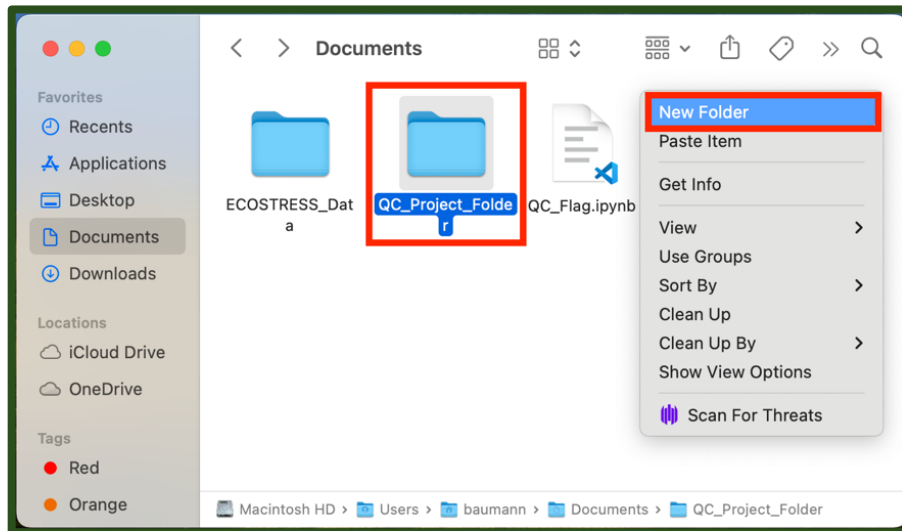 Documents
Favorites
Recents
Applications
Desktop
Documents
Downloads
Locations
iCloud Drive
OneDrive
Tags
Red
Orange
ECOSTRESS_Dat
a
QC_Project_Folde
r
QC_Flag.ipynb
New Folder
Paste Item
Get Info
View
Use Groups
Sort By
Clean Up
Clean Up By
Show View Options
Scan For Threats
Macintosh HD › Users › baumann › Documents › QC_Project_Folder